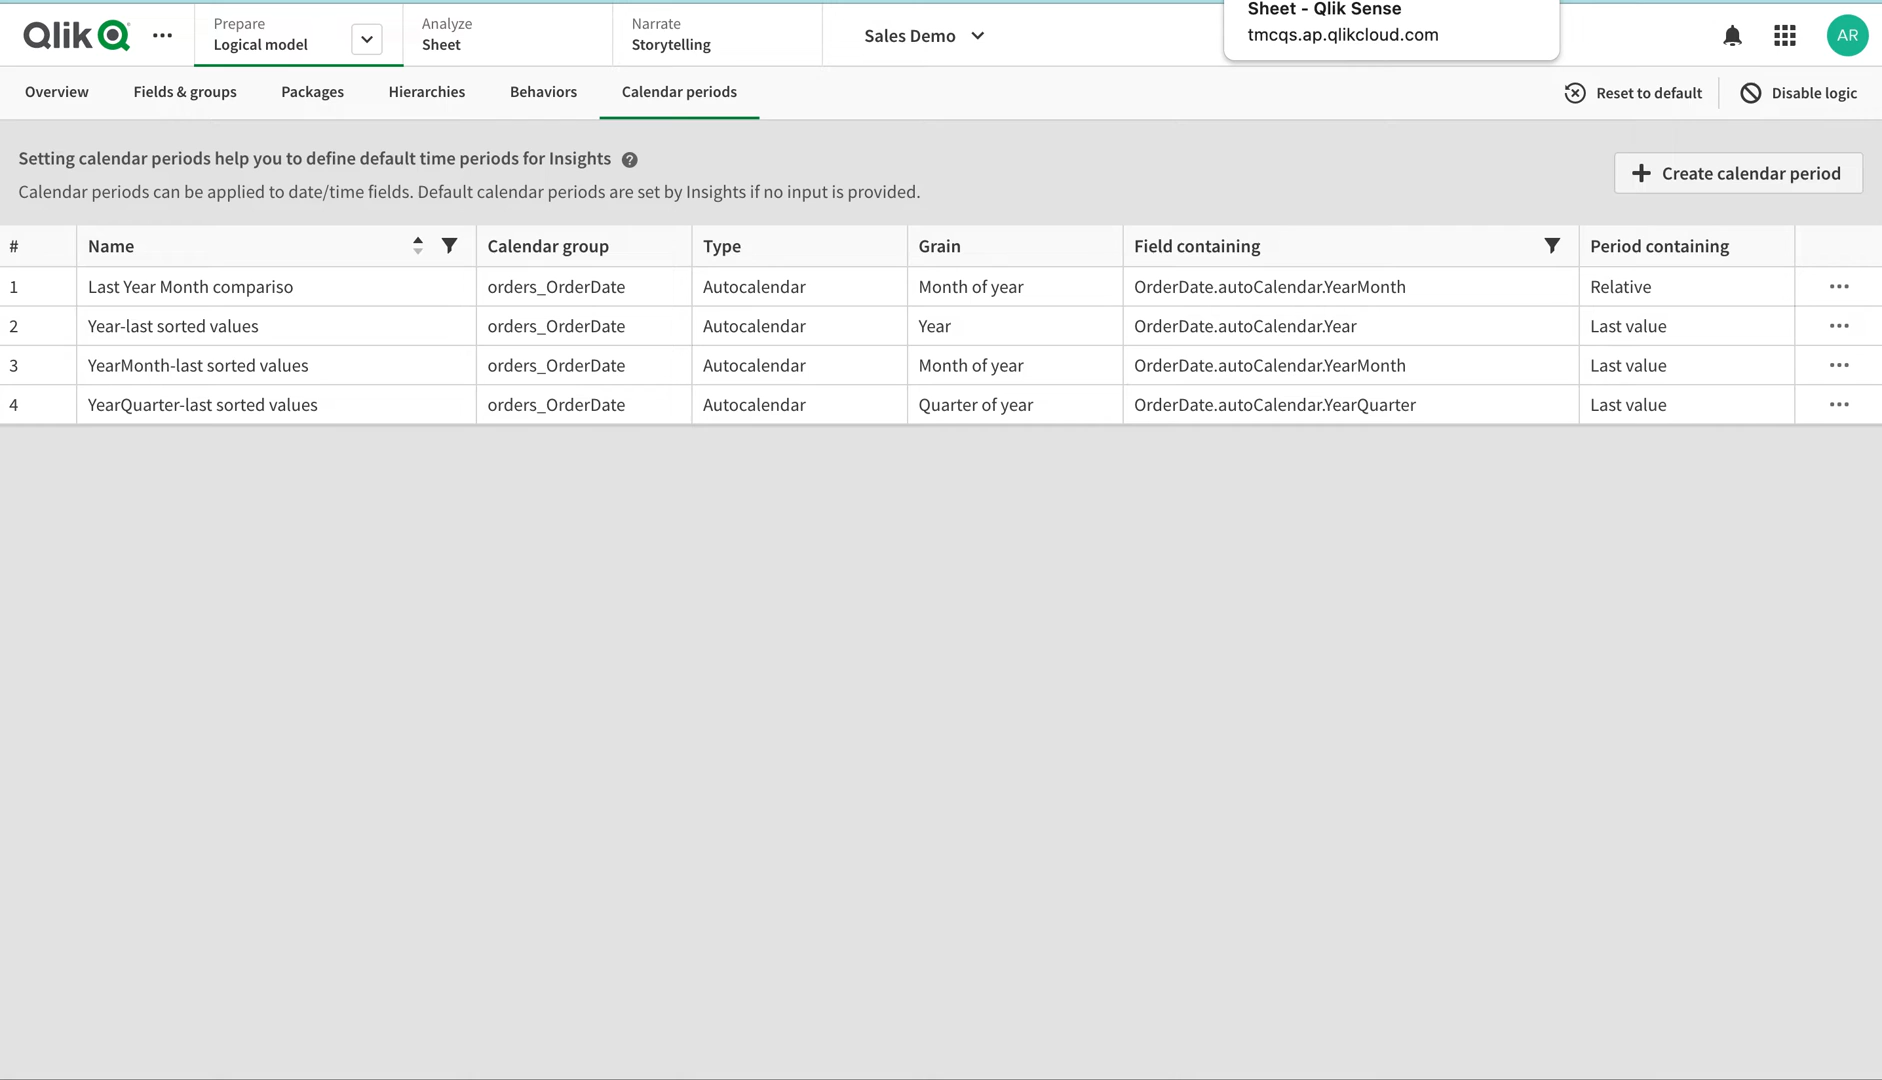 Sheet - Qlik Sense
tmcqs.ap.qlikcloud.com
Qlik
Prepare
Logical model
Analyze
Sheet
Narrate
Storytelling
Sales Demo
AR
Overview
Fields & groups
Packages
Hierarchies
Behaviors
Calendar periods
Reset to default
Disable logic
Setting calendar periods help you to define default time periods for Insights ?
Calendar periods can be applied to date/time fields. Default calendar periods are set by Insights if no input is provided.
Create calendar period
# Name Calendar group Type Grain Field containing Period containing
1 Last Year Month compariso orders_OrderDate Autocalendar Month of year OrderDate.autoCalendar.YearMonth Relative
2 Year-last sorted values orders_OrderDate Autocalendar Year OrderDate.autoCalendar.Year Last value
3 YearMonth-last sorted values orders_OrderDate Autocalendar Month of year OrderDate.autoCalendar.YearMonth Last value
4 YearQuarter-last sorted values orders_OrderDate Autocalendar Quarter of year OrderDate.autoCalendar.YearQuarter Last value